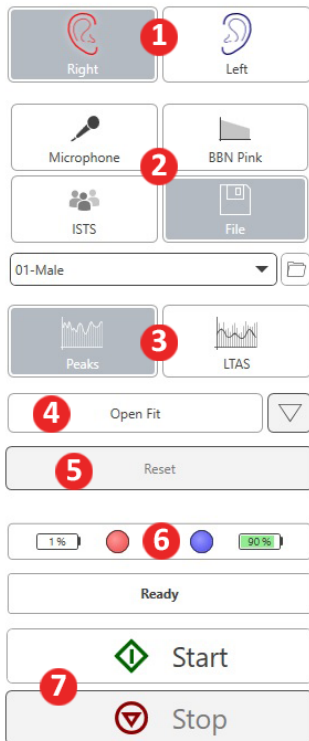 1
Right Left
Microphone BBN Pink
2
ISTS File
01-Male
3
Peaks LTAS
4 Open Fit
5 Reset
1 % 6 90 %
Ready
Start
7
Stop